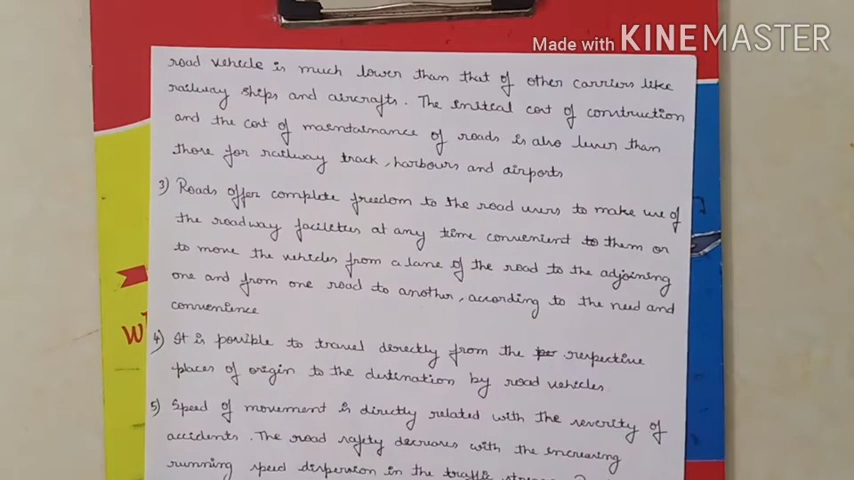 Made with KINEMASTER
road vehicle is much lower than that of other carriers like
railway ships and aircrafts. The initial cost of construction
and the cost of maintainance of roads is also lower than
those for railway track, harbours and airports
3) Roads offer complete freedom to the road users to make use of
the roadway facilities at any time convenient to them or
to move the vehicles from a lane of the road to the adjoining
one and from one road to another, according to the need and
convenience
4) It is possible to travel directly from the respective
places of origin to the destination by road vehicles
5) Speed of movement is directly related with the severity of
accidents. The road safty decreases with the increasing
running speed dispersion in the traffic